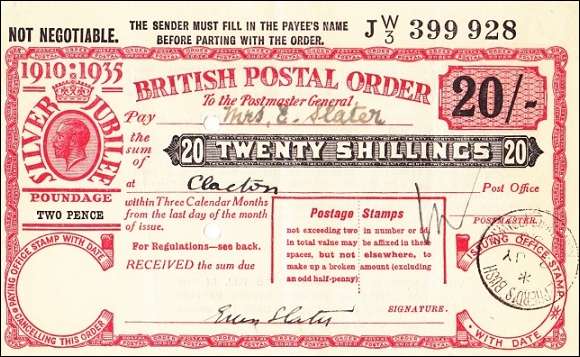 NOT NEGOTIABLE.
THE SENDER MUST FILL IN THE PAYEE'S NAME
BEFORE PARTING WITH THE ORDER.
J W/3 399 928
1910 1935
SILVER JUBILEE
POUNDAGE
TWO PENCE
BRITISH POSTAL ORDER
20/-
To the Postmaster General
Pay Mrs. E. Slater
the sum of
20 TWENTY SHILLINGS 20
at Clacton Post Office
within Three Calendar Months
from the last day of the month
of issue.
POSTMASTER.
For Regulations—see back.
RECEIVED the sum due
Postage Stamps
not exceeding two in number or 6d.
in total value may be affixed in these
spaces, but not elsewhere, to
make up a broken amount (excluding
an odd half-penny)
Slater
SIGNATURE.
PAYING OFFICE STAMP WITH DATE
CANCELLING THIS ORDER
ISSUING OFFICE STAMP
WITH DATE